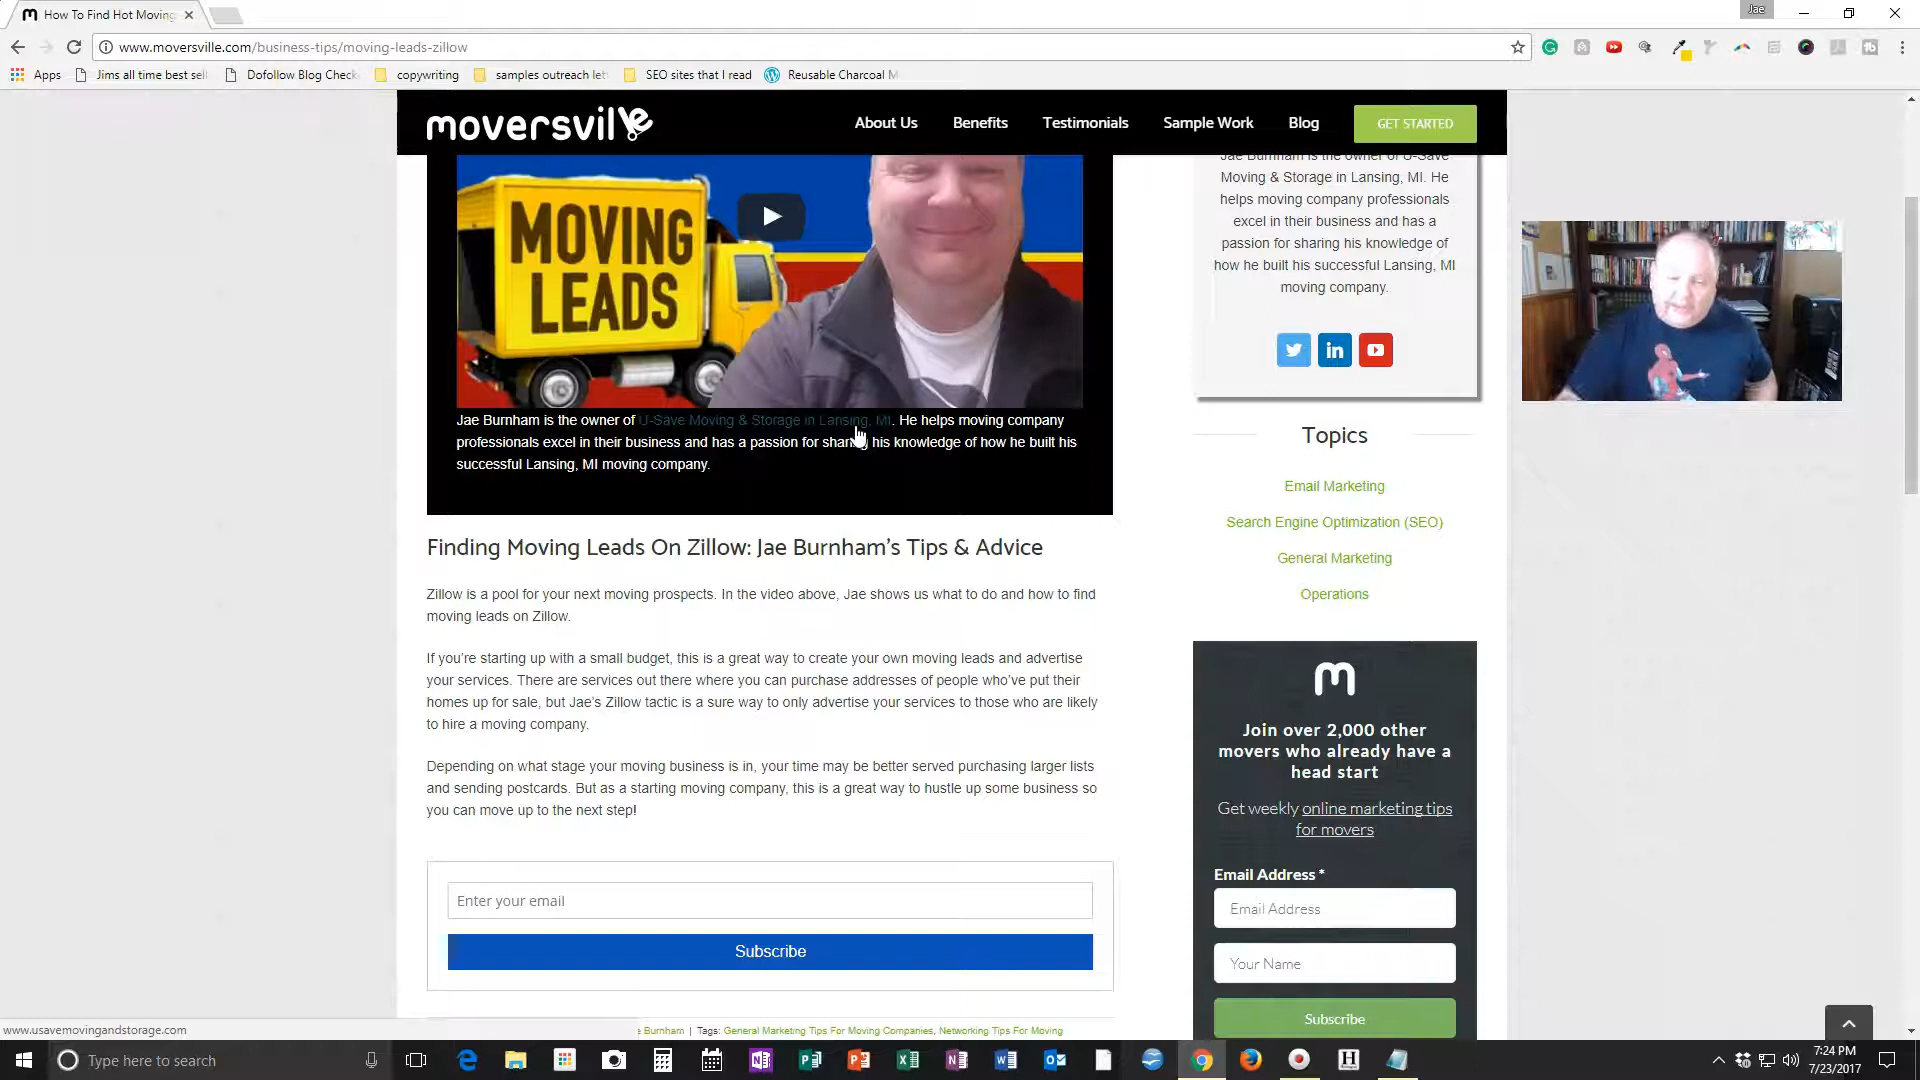 How To Find Hot Moving
Jae
www.moversville.com/business-tips/moving-leads-zillow
Apps
Jims all time best sel
Dofollow Blog Check
copywriting
samples outreach let
SEO sites that I read
Reusable Charcoal M
moversville
About Us
Benefits
Testimonials
Sample Work
Blog
GET STARTED
MOVING
LEADS
Jae Burnham is the owner of U-Save Moving & Storage in Lansing, MI. He helps moving company
professionals excel in their business and has a passion for sharing his knowledge of how he built his
successful Lansing, MI moving company.
Finding Moving Leads On Zillow: Jae Burnham's Tips & Advice
Zillow is a pool for your next moving prospects. In the video above, Jae shows us what to do and how to find
moving leads on Zillow.
If you're starting up with a small budget, this is a great way to create your own moving leads and advertise
your services. There are services out there where you can purchase addresses of people who've put their
homes up for sale, but Jae's Zillow tactic is a sure way to only advertise your services to those who are likely
to hire a moving company.
Depending on what stage your moving business is in, your time may be better served purchasing larger lists
and sending postcards. But as a starting moving company, this is a great way to hustle up some business so
you can move up to the next step!
Enter your email
Subscribe
e Burnham | Tags: General Marketing Tips For Moving Companies, Networking Tips For Moving
Jae Burnham is the owner of U-Save
Moving & Storage in Lansing, MI. He
helps moving company professionals
excel in their business and has a
passion for sharing his knowledge of
how he built his successful Lansing, MI
moving company.
Topics
Email Marketing
Search Engine Optimization (SEO)
General Marketing
Operations
m
Join over 2,000 other
movers who already have a
head start
Get weekly online marketing tips
for movers
Email Address *
Email Address
Your Name
Subscribe
www.usavemovingandstorage.com
Type here to search
7:24 PM
7/23/2017